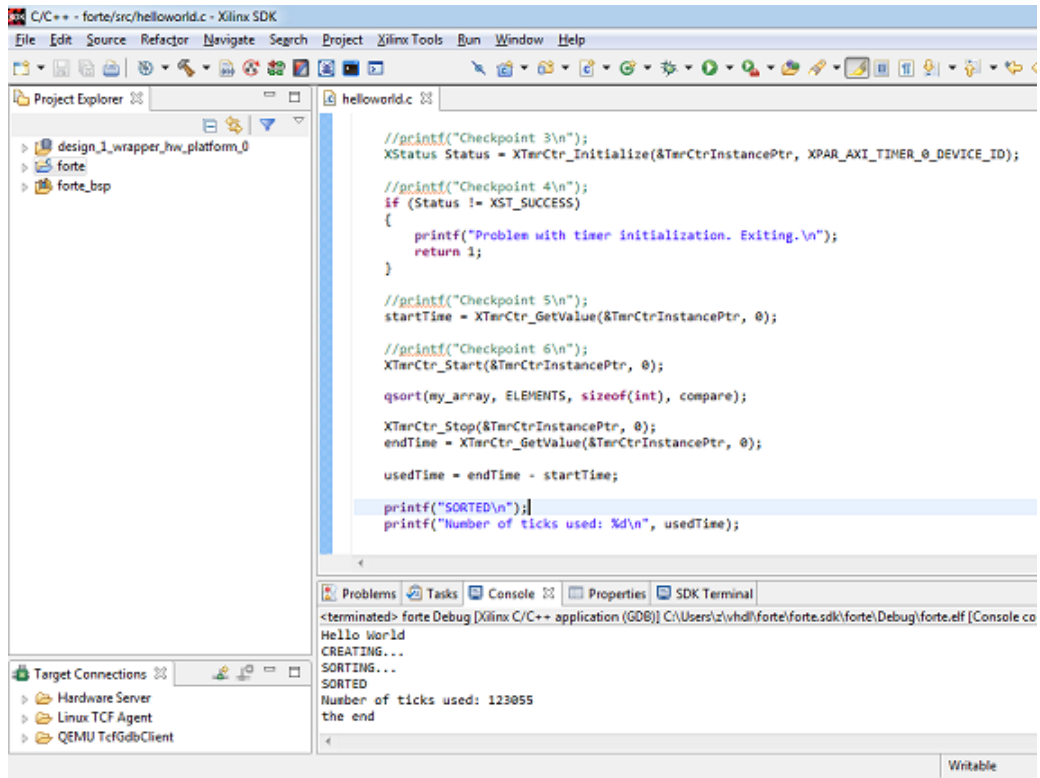 C/C++ - forte/src/helloworld.c - Xilinx SDK
File Edit Source Refactor Navigate Search Project Xilinx Tools Run Window Help
Project Explorer
design_1_wrapper_hw_platform_0
forte
forte_bsp
helloworld.c
//printf("Checkpoint 3\n");
XStatus Status = XTmrCtr_Initialize(&TmrCtrInstancePtr, XPAR_AXI_TIMER_0_DEVICE_ID);
//printf("Checkpoint 4\n");
if (Status != XST_SUCCESS)
{
printf("Problem with timer initialization. Exiting.\n");
return 1;
}
//printf("Checkpoint 5\n");
startTime = XTmrCtr_GetValue(&TmrCtrInstancePtr, 0);
//printf("Checkpoint 6\n");
XTmrCtr_Start(&TmrCtrInstancePtr, 0);
qsort(my_array, ELEMENTS, sizeof(int), compare);
XTmrCtr_Stop(&TmrCtrInstancePtr, 0);
endTime = XTmrCtr_GetValue(&TmrCtrInstancePtr, 0);
usedTime = endTime - startTime;
printf("SORTED\n");
printf("Number of ticks used: %d\n", usedTime);
Problems Tasks Console Properties SDK Terminal
<terminated> forte Debug [Xilinx C/C++ application (GDB)] C:\Users\z\vhdl\forte\forte.sdk\forte\Debug\forte.elf [Console co
Hello World
CREATING...
SORTING...
SORTED
Number of ticks used: 123055
the end
Target Connections
Hardware Server
Linux TCF Agent
QEMU TcfGdbClient
Writable